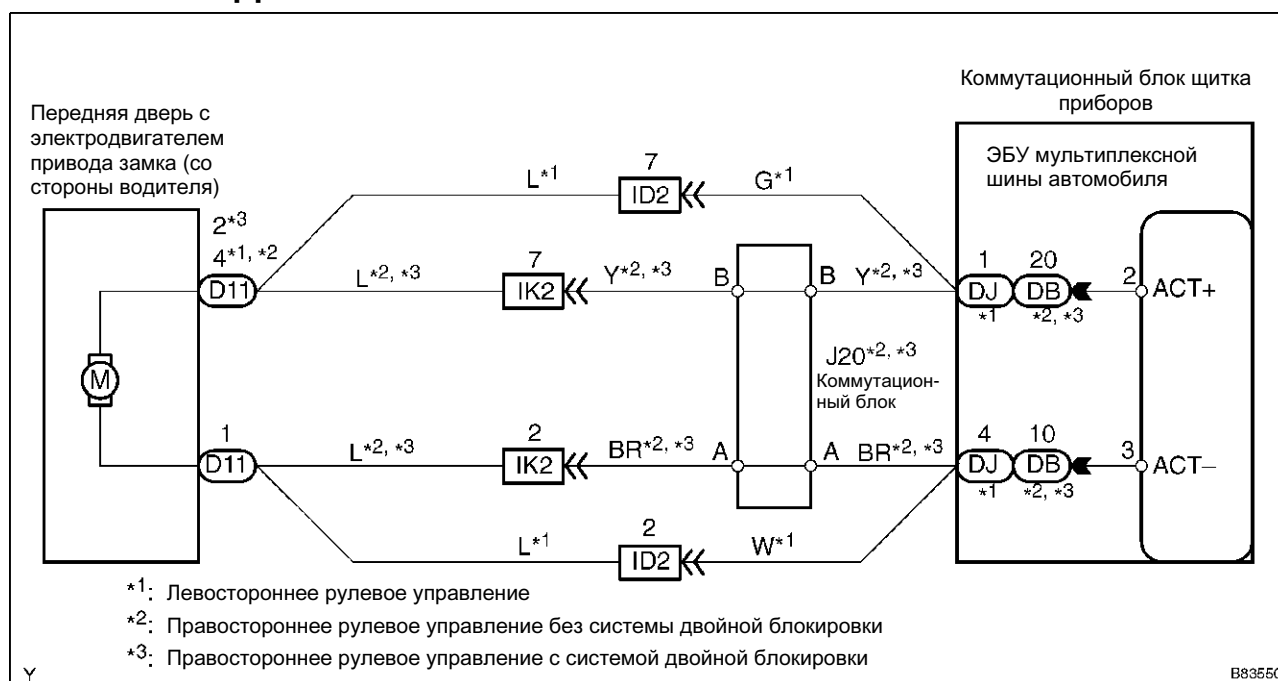 Коммутационный блок щитка
приборов
Передняя дверь с
электродвигателем
привода замка (со
стороны водителя)
ЭБУ мультиплексной
шины автомобиля
7
L*1
ID2
G*1
2*3
4*1, *2
D11
L*2, *3
7
IK2
Y*2, *3
B
B
Y*2, *3
1
DJ
*1
20
DB
*2, *3
2
ACT+
M
J20*2, *3
Коммутацион-
ный блок
1
D11
L*2, *3
2
IK2
BR*2, *3
A
A
BR*2, *3
4
DJ
*1
10
DB
*2, *3
3
ACT–
2
L*1
ID2
W*1
*1: Левостороннее рулевое управление
*2: Правостороннее рулевое управление без системы двойной блокировки
*3: Правостороннее рулевое управление с системой двойной блокировки
Y
B83550